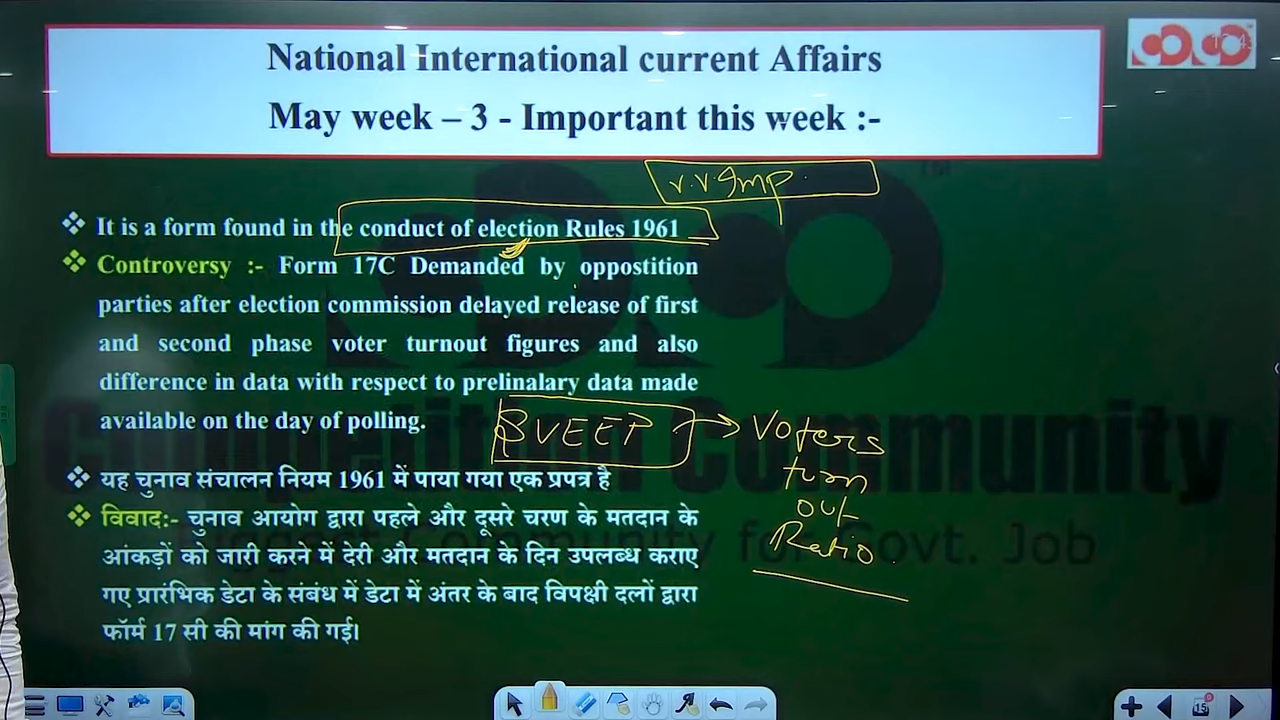 National International current Affairs
May week – 3 - Important this week :-
v.v.Imp.
It is a form found in the conduct of election Rules 1961
Controversy :- Form 17C Demanded by oppostition
parties after election commission delayed release of first
and second phase voter turnout figures and also
difference in data with respect to prelinalary data made
available on the day of polling.
SVEEP → Voters
turn
out
Ratio
यह चुनाव संचालन नियम 1961 में पाया गया एक प्रपत्र है
विवाद:- चुनाव आयोग द्वारा पहले और दूसरे चरण के मतदान के
आंकड़ों को जारी करने में देरी और मतदान के दिन उपलब्ध कराए
गए प्रारंभिक डेटा के संबंध में डेटा में अंतर के बाद विपक्षी दलों द्वारा
फॉर्म 17 सी की मांग की गई।
Competition Community
Community for Govt. Job
15